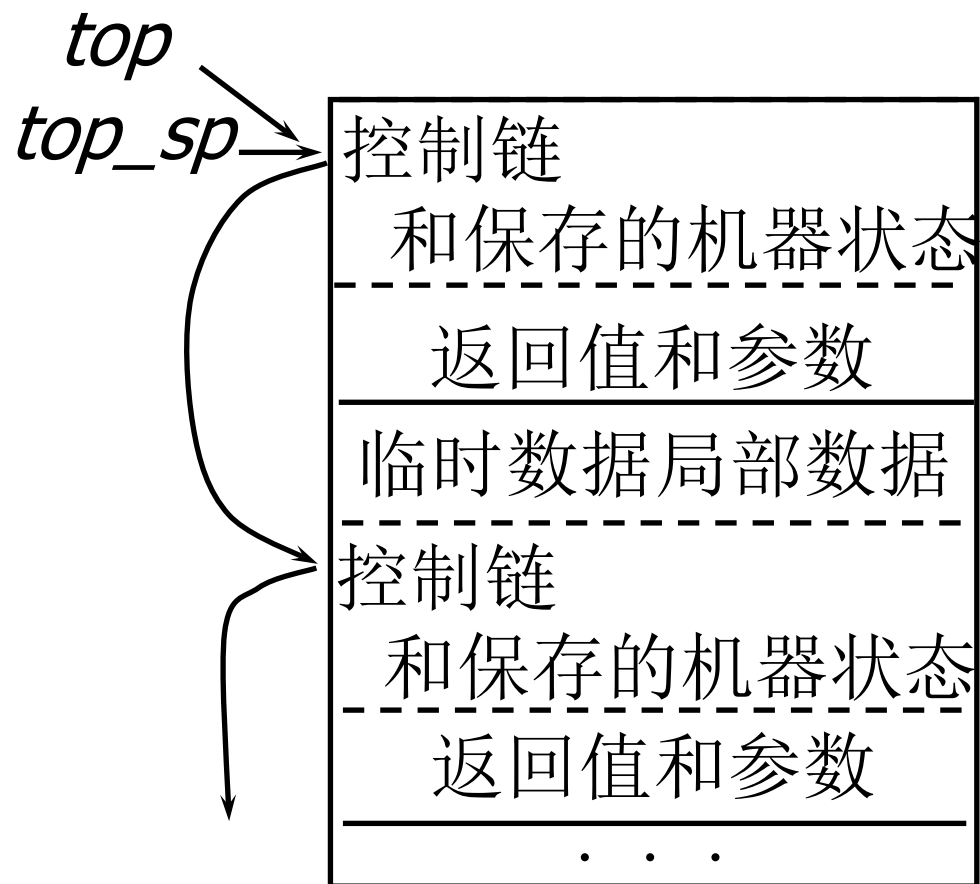 top
top_sp
控制链
和保存的机器状态
返回值和参数
临时数据局部数据
控制链
和保存的机器状态
返回值和参数
. . .